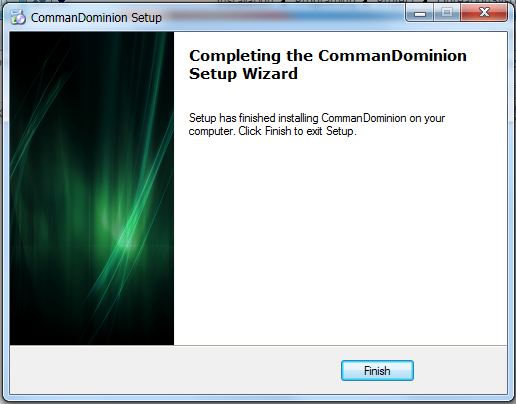 CommanDominion Setup
Completing the CommanDominion
Setup Wizard
Setup has finished installing CommanDominion on your
computer. Click Finish to exit Setup.
Finish